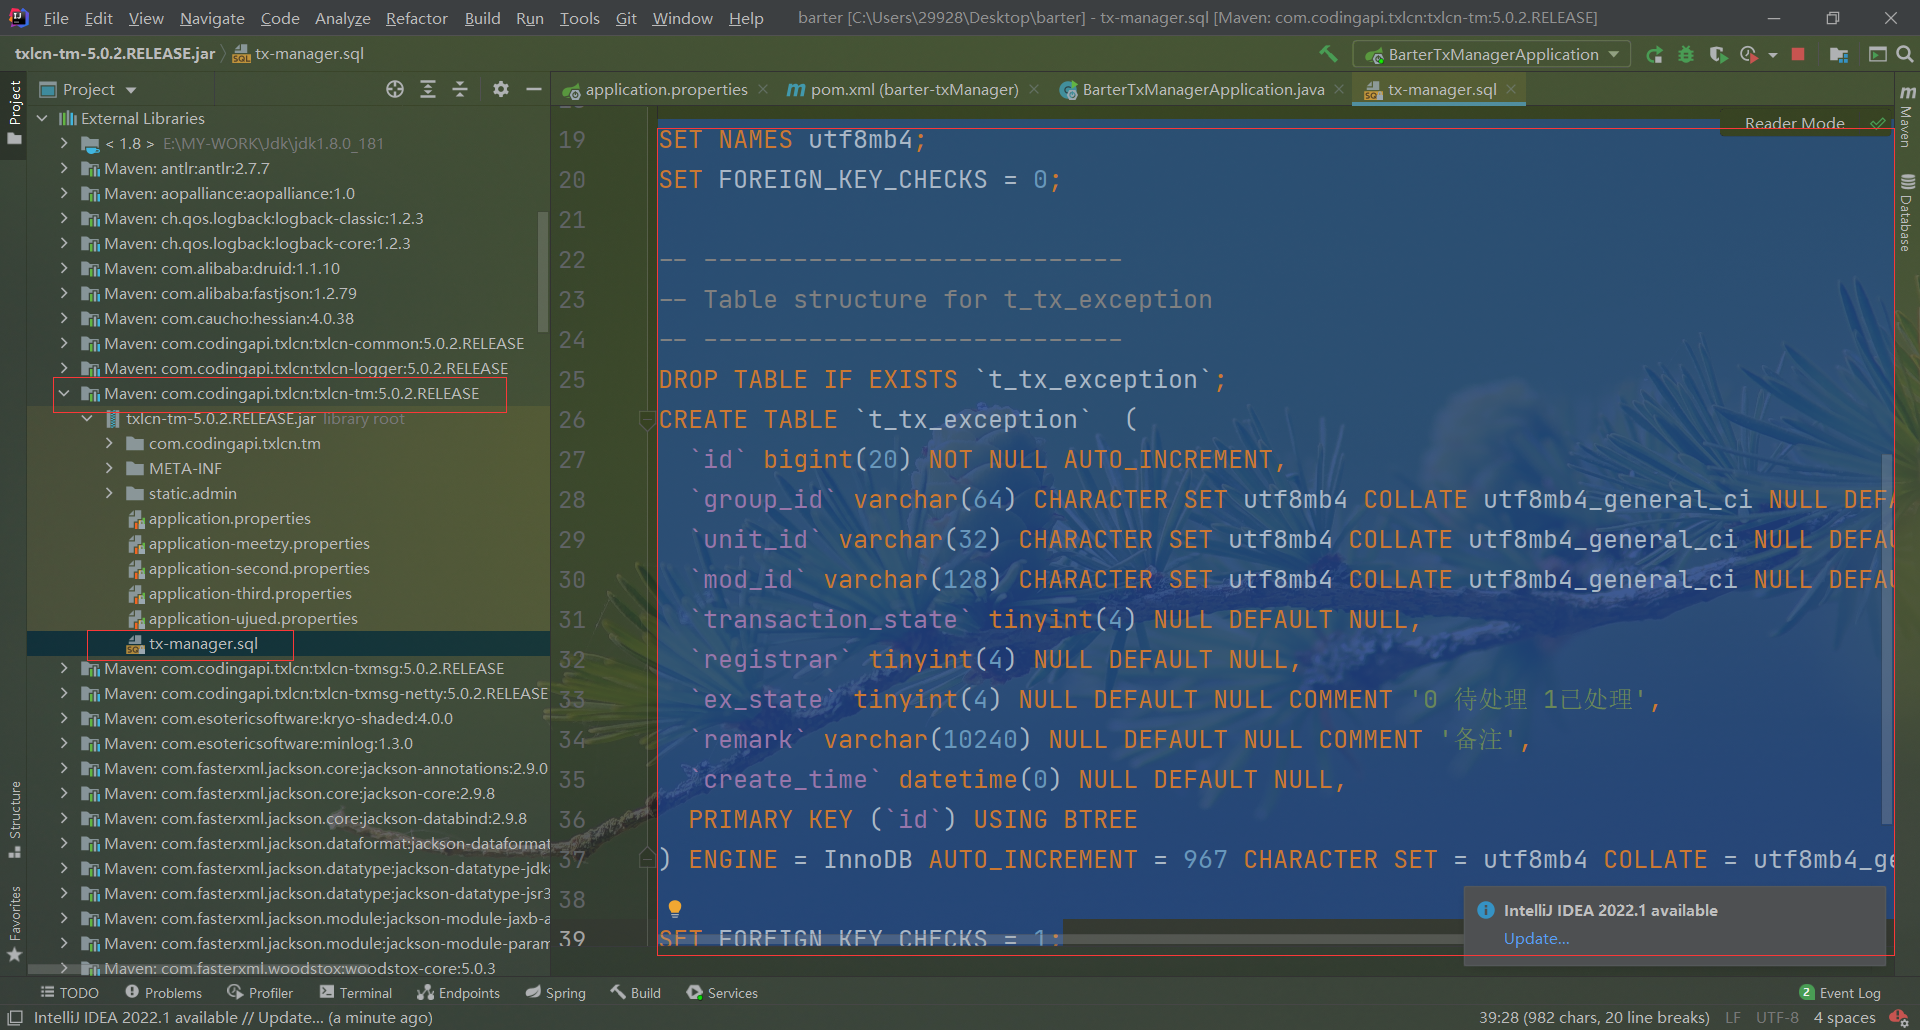 File Edit View Navigate Code Analyze Refactor Build Run Tools Git Window Help barter [C:\Users\29928\Desktop\barter] - tx-manager.sql [Maven: com.codingapi.txlcn:txlcn-tm:5.0.2.RELEASE]
txlcn-tm-5.0.2.RELEASE.jar tx-manager.sql BarterTxManagerApplication
Project application.properties pom.xml (barter-txManager) BarterTxManagerApplication.java tx-manager.sql
Project
Structure
Favorites
External Libraries
< 1.8 > E:\MY-WORK\Jdk\jdk1.8.0_181
Maven: antlr:antlr:2.7.7
Maven: aopalliance:aopalliance:1.0
Maven: ch.qos.logback:logback-classic:1.2.3
Maven: ch.qos.logback:logback-core:1.2.3
Maven: com.alibaba:druid:1.1.10
Maven: com.alibaba:fastjson:1.2.79
Maven: com.caucho:hessian:4.0.38
Maven: com.codingapi.txlcn:txlcn-common:5.0.2.RELEASE
Maven: com.codingapi.txlcn:txlcn-logger:5.0.2.RELEASE
Maven: com.codingapi.txlcn:txlcn-tm:5.0.2.RELEASE
txlcn-tm-5.0.2.RELEASE.jar library root
com.codingapi.txlcn.tm
META-INF
static.admin
application.properties
application-meetzy.properties
application-second.properties
application-third.properties
application-ujued.properties
tx-manager.sql
Maven: com.codingapi.txlcn:txlcn-txmsg:5.0.2.RELEASE
Maven: com.codingapi.txlcn:txlcn-txmsg-netty:5.0.2.RELEASE
Maven: com.esotericsoftware:kryo-shaded:4.0.0
Maven: com.esotericsoftware:minlog:1.3.0
Maven: com.fasterxml.jackson.core:jackson-annotations:2.9.0
Maven: com.fasterxml.jackson.core:jackson-core:2.9.8
Maven: com.fasterxml.jackson.core:jackson-databind:2.9.8
Maven: com.fasterxml.jackson.dataformat:jackson-dataformat
Maven: com.fasterxml.jackson.datatype:jackson-datatype-jdk
Maven: com.fasterxml.jackson.datatype:jackson-datatype-jsr3
Maven: com.fasterxml.jackson.module:jackson-module-jaxb-a
Maven: com.fasterxml.jackson.module:jackson-module-param
Maven: com.fasterxml.woodstox:woodstox-core:5.0.3
Reader Mode
19 SET NAMES utf8mb4;
20 SET FOREIGN_KEY_CHECKS = 0;
21
22 -- ----------------------------
23 -- Table structure for t_tx_exception
24 -- ----------------------------
25 DROP TABLE IF EXISTS `t_tx_exception`;
26 CREATE TABLE `t_tx_exception` (
27 `id` bigint(20) NOT NULL AUTO_INCREMENT,
28 `group_id` varchar(64) CHARACTER SET utf8mb4 COLLATE utf8mb4_general_ci NULL DEFA
29 `unit_id` varchar(32) CHARACTER SET utf8mb4 COLLATE utf8mb4_general_ci NULL DEFAU
30 `mod_id` varchar(128) CHARACTER SET utf8mb4 COLLATE utf8mb4_general_ci NULL DEFAU
31 `transaction_state` tinyint(4) NULL DEFAULT NULL,
32 `registrar` tinyint(4) NULL DEFAULT NULL,
33 `ex_state` tinyint(4) NULL DEFAULT NULL COMMENT '0 待处理 1已处理',
34 `remark` varchar(10240) NULL DEFAULT NULL COMMENT '备注',
35 `create_time` datetime(0) NULL DEFAULT NULL,
36 PRIMARY KEY (`id`) USING BTREE
37 ) ENGINE = InnoDB AUTO_INCREMENT = 967 CHARACTER SET = utf8mb4 COLLATE = utf8mb4_ge
38
39 SET FOREIGN_KEY_CHECKS = 1;
Maven
Database
IntelliJ IDEA 2022.1 available
Update...
TODO Problems Profiler Terminal Endpoints Spring Build Services 2 Event Log
IntelliJ IDEA 2022.1 available // Update... (a minute ago) 39:28 (982 chars, 20 line breaks) LF UTF-8 4 spaces